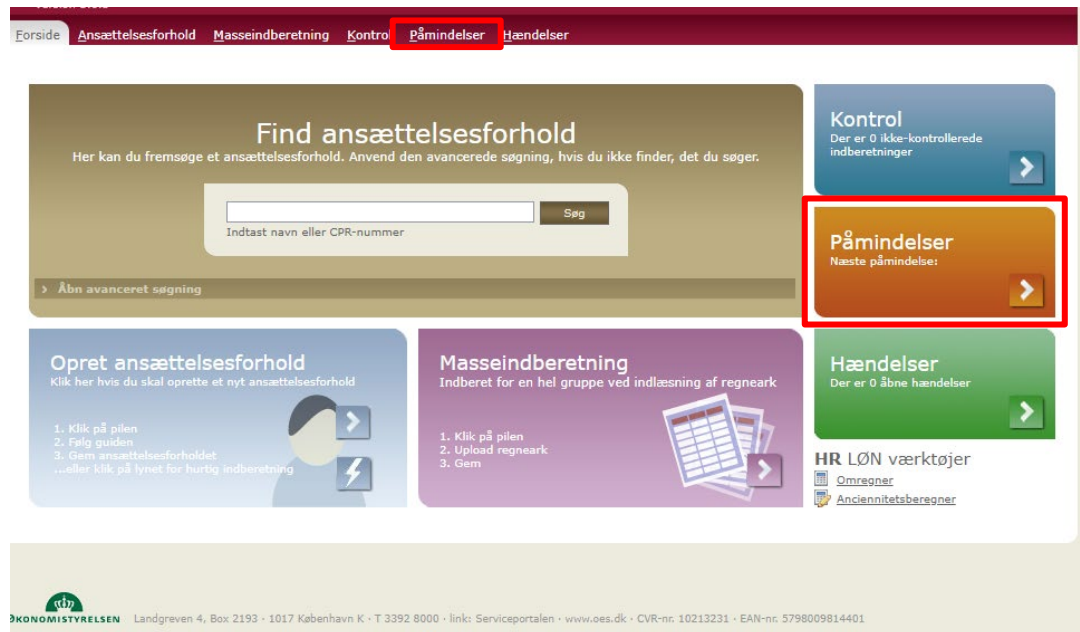 Forside Ansættelsesforhold Masseindberetning Kontrol Påmindelser Hændelser
Find ansættelsesforhold
Her kan du fremsøge et ansættelsesforhold. Anvend den avancerede søgning, hvis du ikke finder, det du søger.
Søg
Indtast navn eller CPR-nummer
› Åbn avanceret søgning
Kontrol
Der er 0 ikke-kontrollerede
indberetninger
Påmindelser
Næste påmindelse:
Opret ansættelsesforhold
Klik her hvis du skal oprette et nyt ansættelsesforhold
1. Klik på pilen
2. Følg guiden
3. Gem ansættelsesforholdet
...eller klik på lynet for hurtig indberetning
Masseindberetning
Indberet for en hel gruppe ved indlæsning af regneark
1. Klik på pilen
2. Upload regneark
3. Gem
Hændelser
Der er 0 åbne hændelser
HR LØN værktøjer
Omregner
Anciennitetsberegner
ØKONOMISTYRELSEN Landgreven 4, Box 2193 · 1017 København K · T 3392 8000 · link: Serviceportalen · www.oes.dk · CVR-nr. 10213231 · EAN-nr. 5798009814401